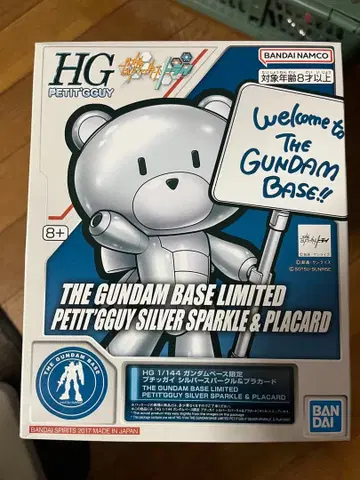 HG
PETIT'GGUY
BANDAI NAMCO
対象年齢8才以上
Welcome to
THE
GUNDAM
BASE!!
8+
THE GUNDAM BASE LIMITED
PETIT'GGUY SILVER SPARKLE & PLACARD
THE GUNDAM BASE
HG 1/144 ガンダムベース限定
プチッガイ シルバースパークル&プラカード
THE GUNDAM BASE LIMITED
PETIT'GGUY SILVER SPARKLE & PLACARD
BANDAI SPIRITS 2017 MADE IN JAPAN
BAN
DAI